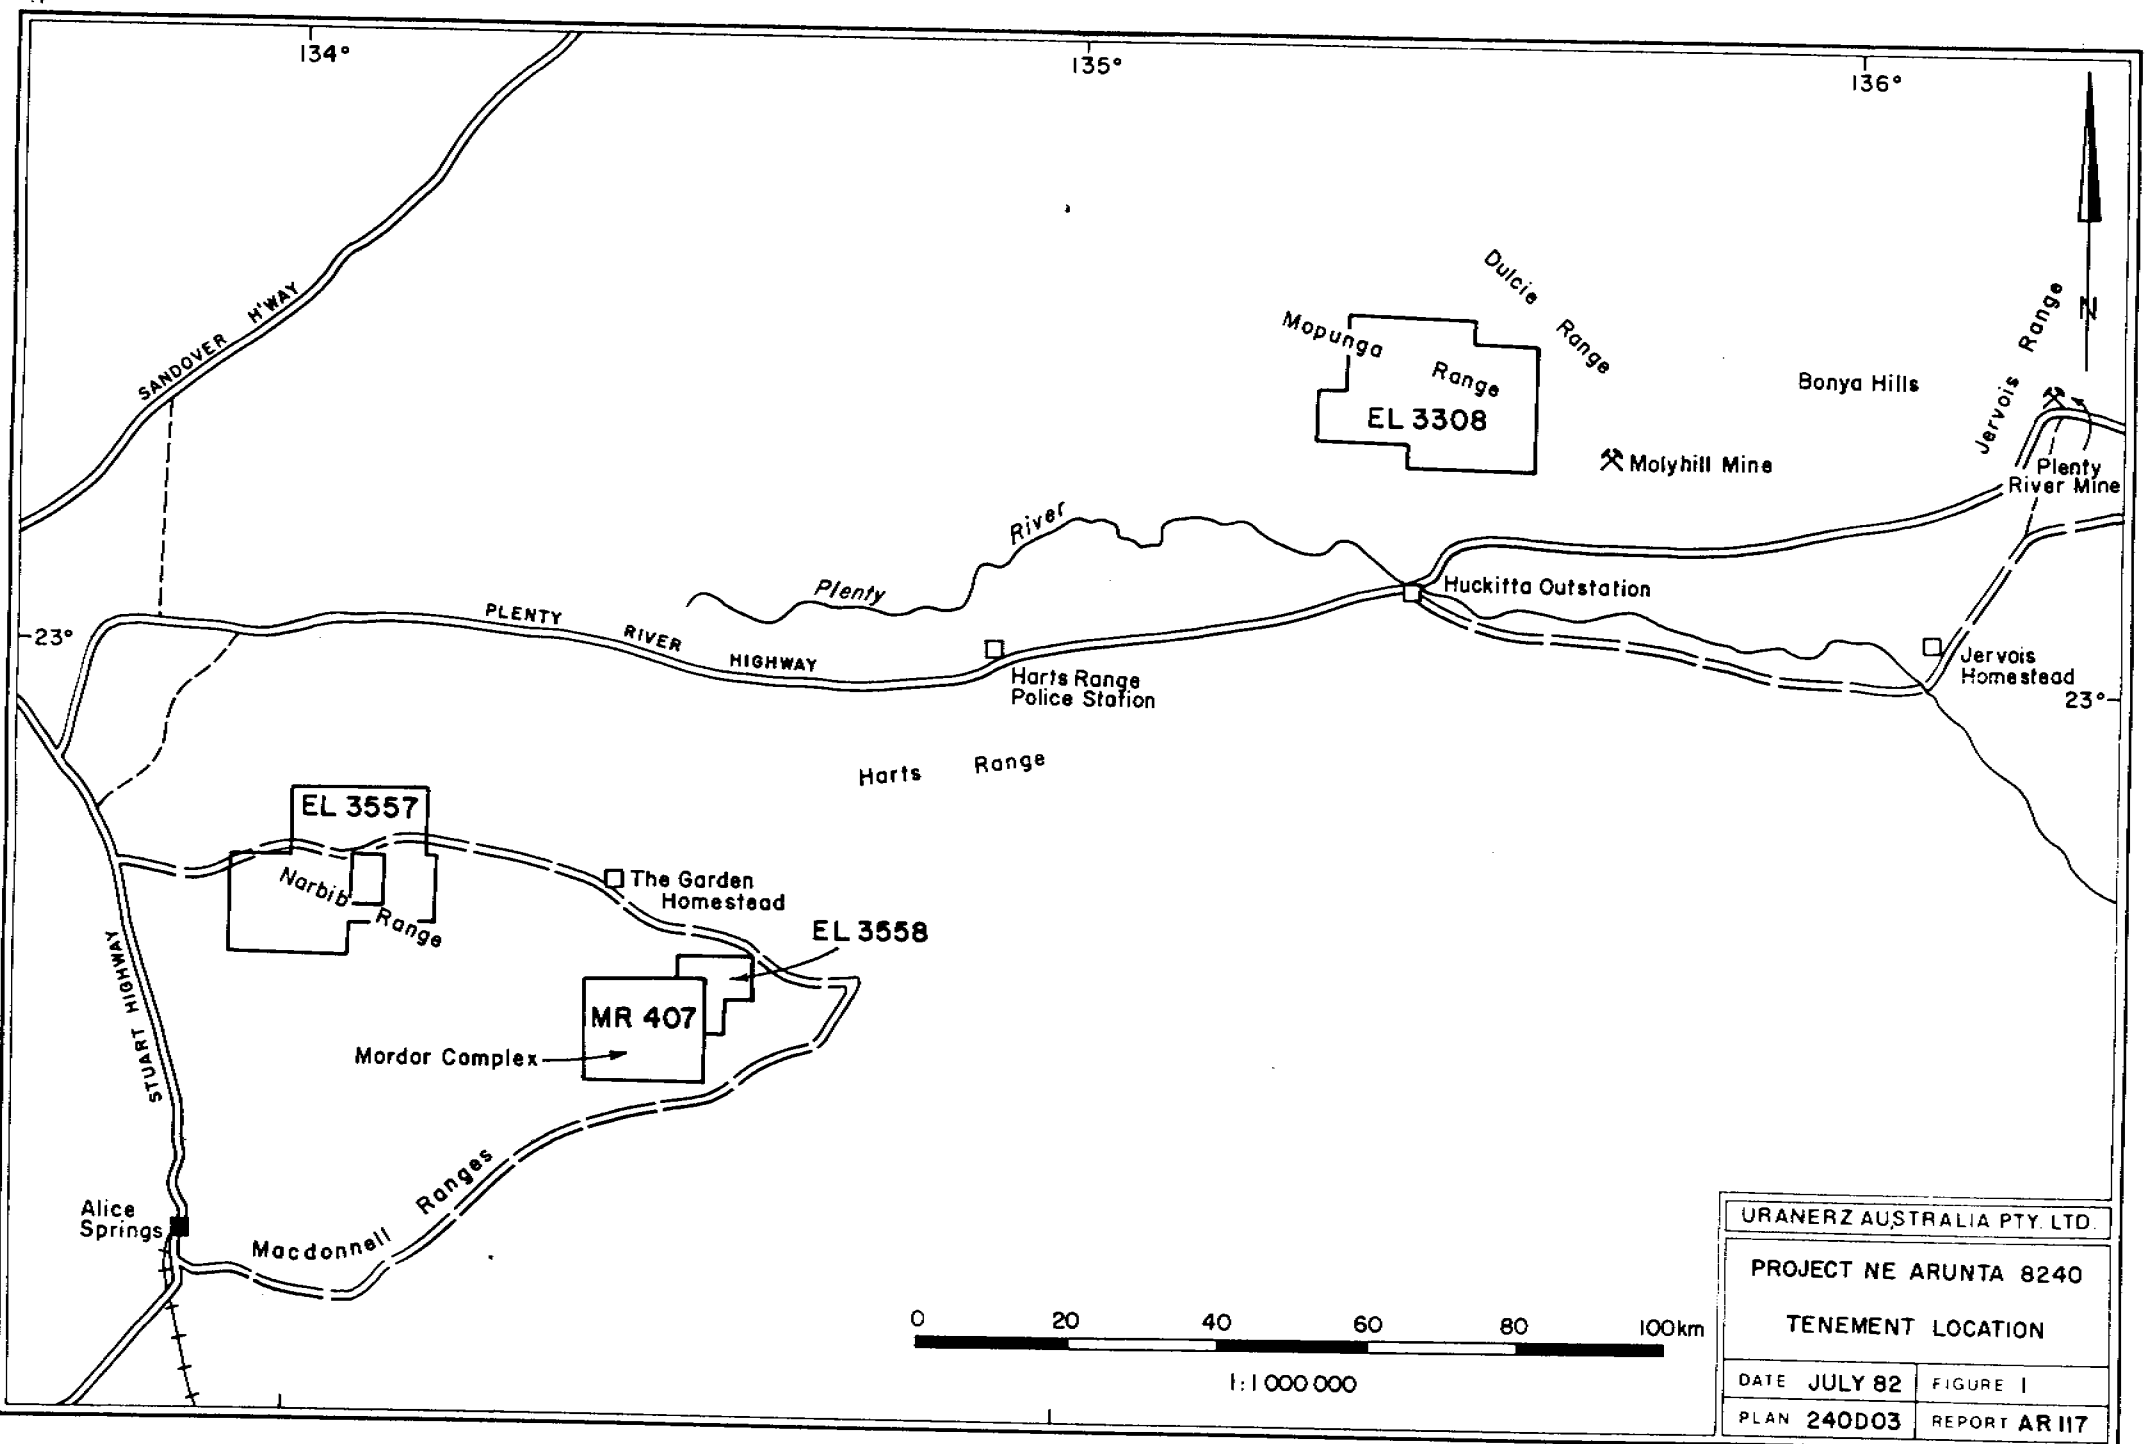 134°
135°
136°
SANDOVER H'WAY
Dulcie Range
Mopunga Range
EL 3308
Bonya Hills
Jervois Range
N
Molyhill Mine
Plenty
River Mine
Plenty River
Huckitta Outstation
23°
PLENTY RIVER HIGHWAY
Harts Range
Police Station
Jervois
Homestead
23°
Harts Range
EL 3557
Narbib Range
The Garden
Homestead
EL 3558
STUART HIGHWAY
MR 407
Mordor Complex
Alice
Springs
Macdonnell Ranges
0 20 40 60 80 100km
1:1 000 000
URANERZ AUSTRALIA PTY. LTD.
PROJECT NE ARUNTA 8240
TENEMENT LOCATION
DATE JULY 82 FIGURE 1
PLAN 240D03 REPORT AR 117